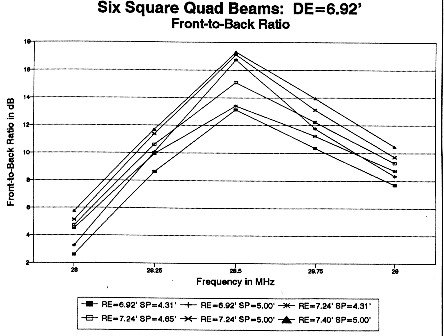 Six Square Quad Beams: DE=6.92'
Front-to-Back Ratio
Front-to-Back Ratio in dB
18
16
14
12
10
8
6
4
2
28
28.25
28.5
28.75
29
Frequency in MHz
RE=6.92' SP=4.31' RE=6.92' SP=5.00' RE=7.24' SP=4.31'
RE=7.24' SP=4.65' RE=7.24' SP=5.00' RE=7.40' SP=5.00'